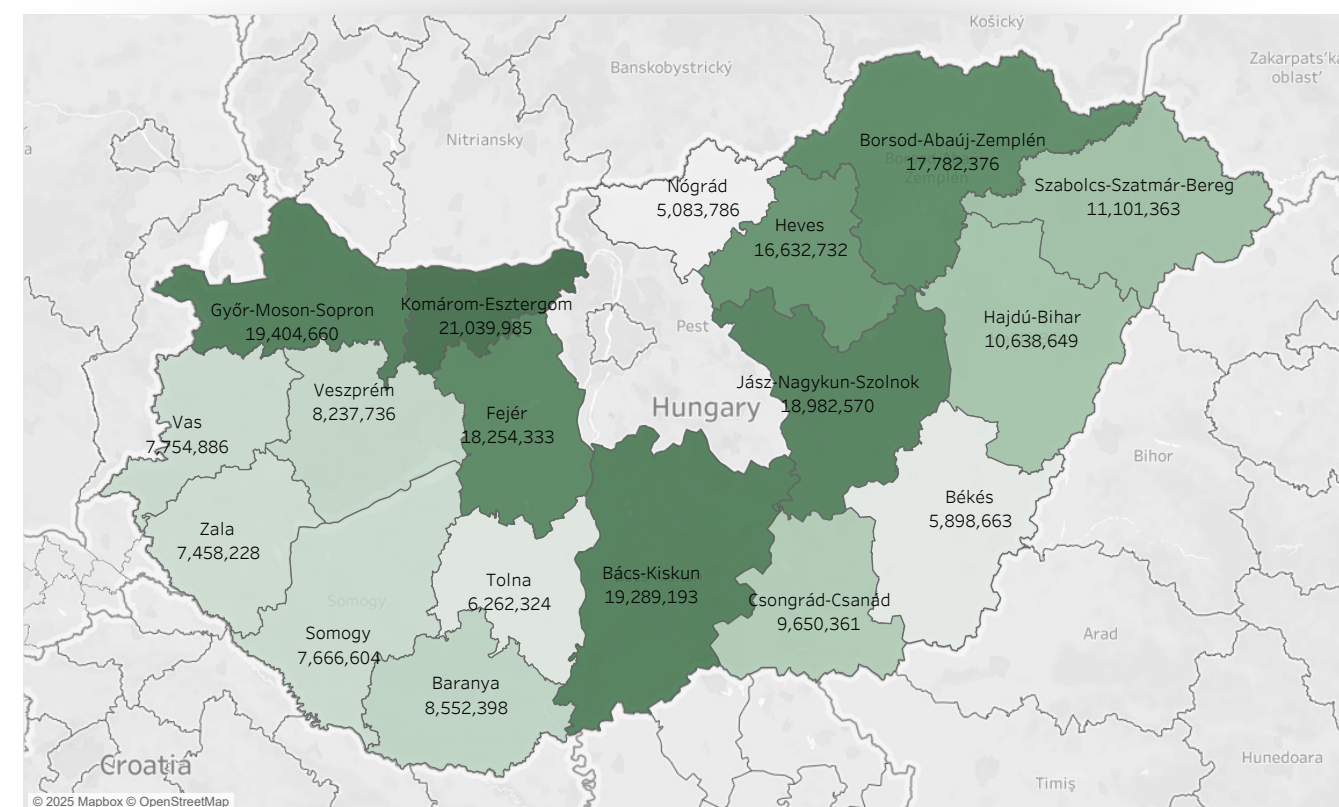 Košický
Zakarpats'ka
oblast'
Banskobystrický
Nitriansky
Borsod-Abaúj-Zemplén
17,782,376
Nógrád
5,083,786
Szabolcs-Szatmár-Bereg
11,101,363
Heves
16,632,732
Győr-Moson-Sopron
19,404,660
Komárom-Esztergom
21,039,985
Hajdú-Bihar
10,638,649
Pest
Jász-Nagykun-Szolnok
18,982,570
Hungary
Veszprém
8,237,736
Vas
7,754,886
Fejér
18,254,333
Bihor
Békés
5,898,663
Zala
7,458,228
Tolna
6,262,324
Bács-Kiskun
19,289,193
Csongrád-Csanád
9,650,361
Somogy
Somogy
7,666,604
Arad
Baranya
8,552,398
Croatia
Hunedoara
Timiș
© 2025 Mapbox © OpenStreetMap